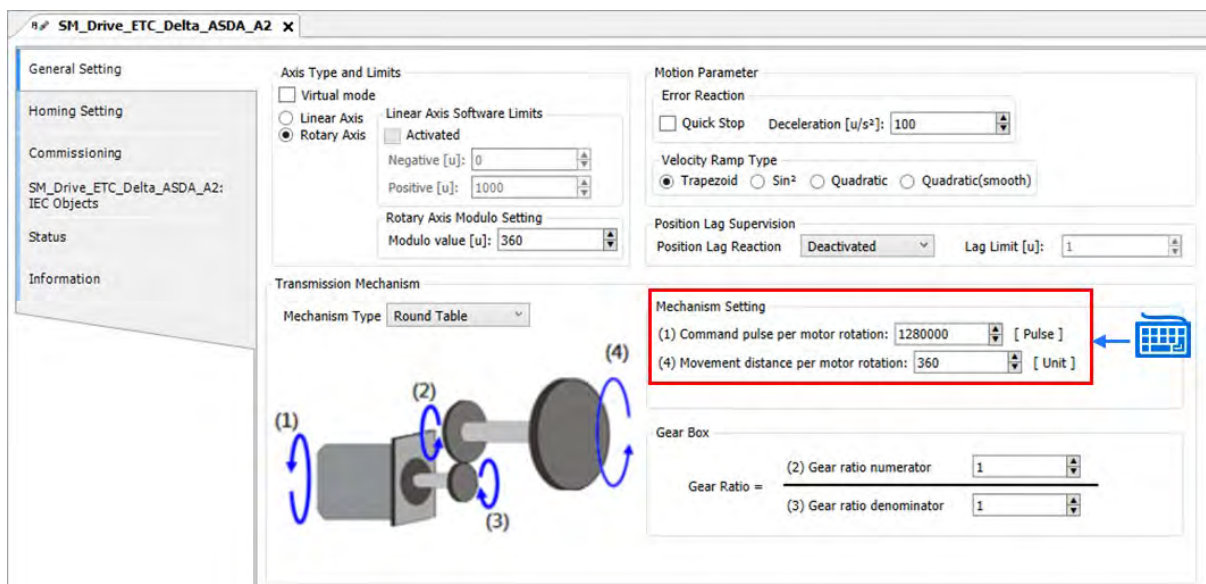 SM_Drive_ETC_Delta_ASDA_A2 X
General Setting
Homing Setting
Commissioning
SM_Drive_ETC_Delta_ASDA_A2:
IEC Objects
Status
Information
Axis Type and Limits
Virtual mode
Linear Axis
Rotary Axis
Linear Axis Software Limits
Activated
Negative [u]: 0
Positive [u]: 1000
Rotary Axis Modulo Setting
Modulo value [u]: 360
Motion Parameter
Error Reaction
Quick Stop Deceleration [u/s²]: 100
Velocity Ramp Type
Trapezoid Sin² Quadratic Quadratic(smooth)
Position Lag Supervision
Position Lag Reaction Deactivated Lag Limit [u]: 1
Transmission Mechanism
Mechanism Type Round Table
(1)
(2)
(3)
(4)
Mechanism Setting
(1) Command pulse per motor rotation: 1280000 [ Pulse ]
(4) Movement distance per motor rotation: 360 [ Unit ]
Gear Box
Gear Ratio =
(2) Gear ratio numerator 1
(3) Gear ratio denominator 1